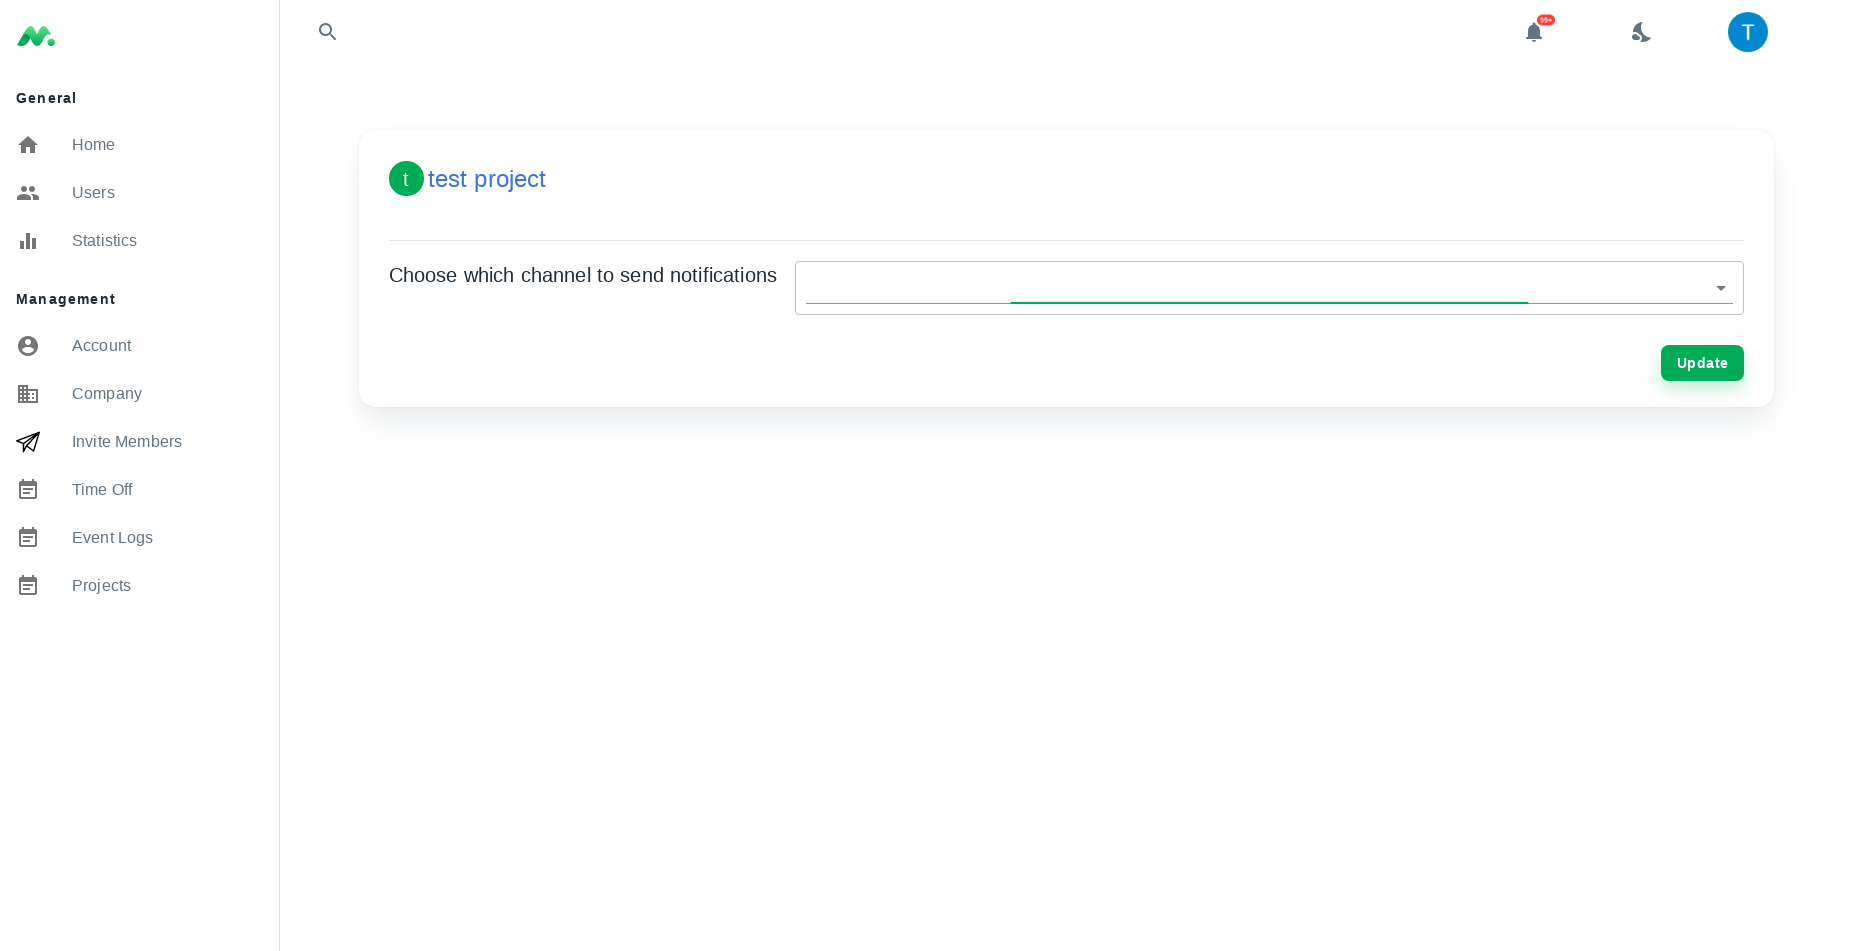 99+
T
General
Home
Users
Statistics
Management
Account
Company
Invite Members
Time Off
Event Logs
Projects
t test project
Choose which channel to send notifications
Update